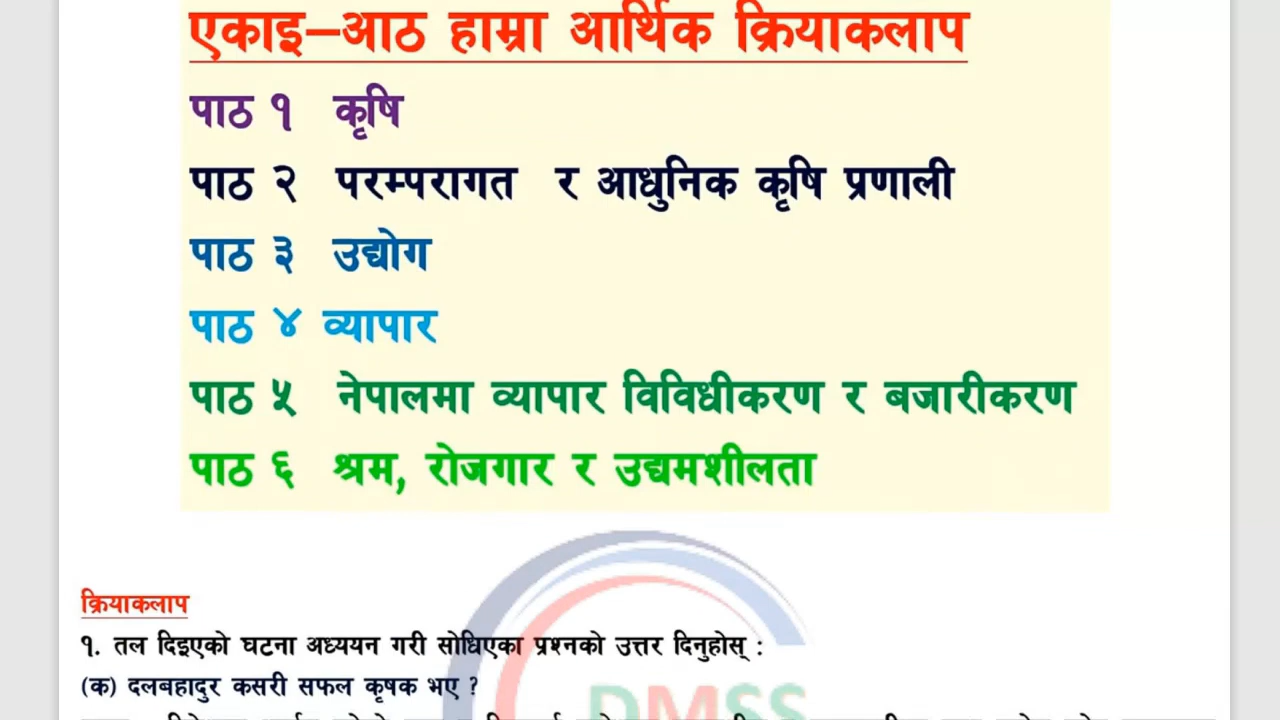 एकाइ–आठ हाम्रा आर्थिक क्रियाकलाप
पाठ १ कृषि
पाठ २ परम्परागत र आधुनिक कृषि प्रणाली
पाठ ३ उद्योग
पाठ ४ व्यापार
पाठ ५ नेपालमा व्यापार विविधीकरण र बजारीकरण
पाठ ६ श्रम, रोजगार र उद्यमशीलता
क्रियाकलाप
१. तल दिइएको घटना अध्ययन गरी सोधिएका प्रश्नको उत्तर दिनुहोस् :
(क) दलबहादुर कसरी सफल कृषक भए ?
DMSS